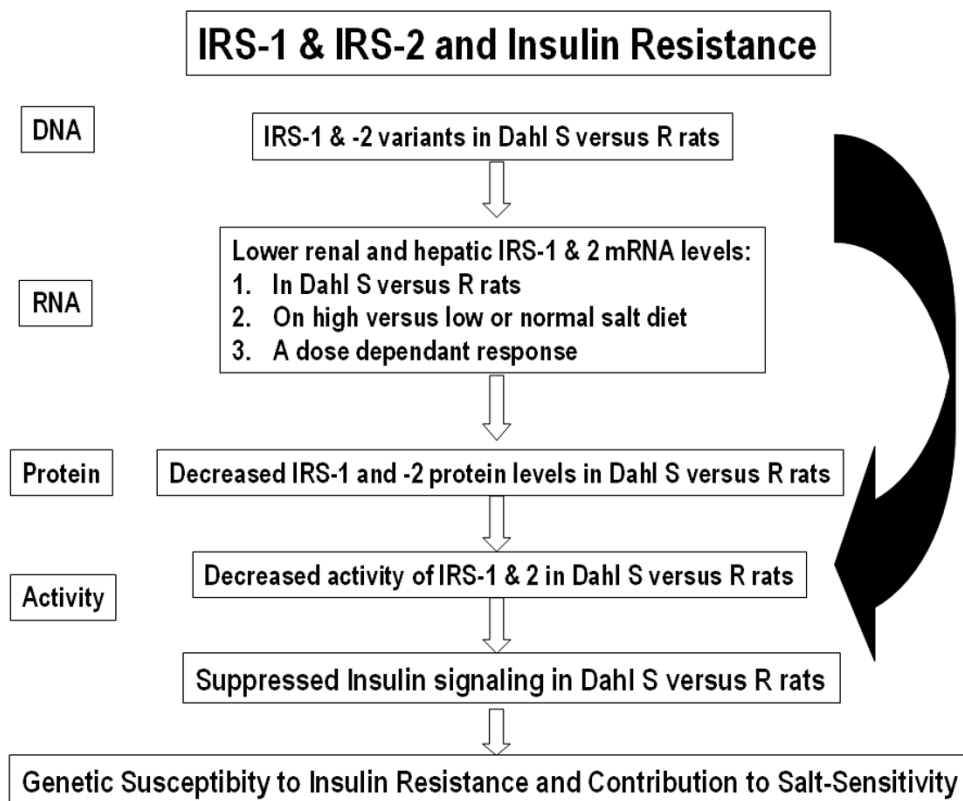 IRS-1 & IRS-2 and Insulin Resistance
DNA
IRS-1 & -2 variants in Dahl S versus R rats
RNA
Lower renal and hepatic IRS-1 & 2 mRNA levels:
1. In Dahl S versus R rats
2. On high versus low or normal salt diet
3. A dose dependant response
Protein
Decreased IRS-1 and -2 protein levels in Dahl S versus R rats
Activity
Decreased activity of IRS-1 & 2 in Dahl S versus R rats
Suppressed Insulin signaling in Dahl S versus R rats
Genetic Susceptibity to Insulin Resistance and Contribution to Salt-Sensitivity